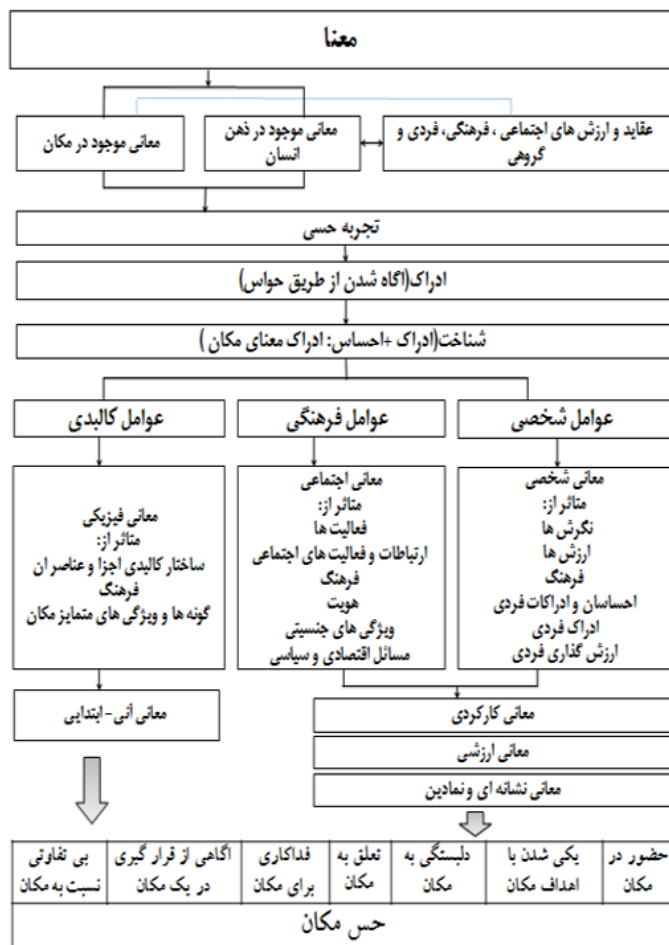 معنا
عقاید و ارزش های اجتماعی ، فرهنگی، فردی و
گروهی
معانی موجود در ذهن
انسان
معانی موجود در مکان
تجربه حسی
ادراک(اگاه شدن از طریق حواس)
شناخت(ادراک +احساس: ادراک معنای مکان )
عوامل شخصی
عوامل فرهنگی
عوامل کالبدی
معانی شخصی
متاثر از:
نگرش ها
ارزش ها
فرهنگ
احساسان و ادراکات فردی
ادراک فردی
ارزش گذاری فردی
معانی اجتماعی
متاثر از:
فعالیت ها
ارتباطات و فعالیت های اجتماعی
فرهنگ
هویت
ویژگی های جنسیتی
مسائل اقتصادی و سیاسی
معانی فیزیکی
متاثر از:
ساختار کالبدی اجزا و عناصر ان
فرهنگ
گونه ها و ویژگی های متمایز مکان
معانی کارکردی
معانی ارزشی
معانی نشانه ای و نمادین
معانی آنی- ابتدایی
حضور در
مکان
یکی شدن با
اهداف مکان
دلبستگی به
مکان
تعلق به
مکان
فداکاری
برای مکان
اگاهی از قرار گیری
در یک مکان
بی تفاوتی
نسبت به مکان
حس مکان